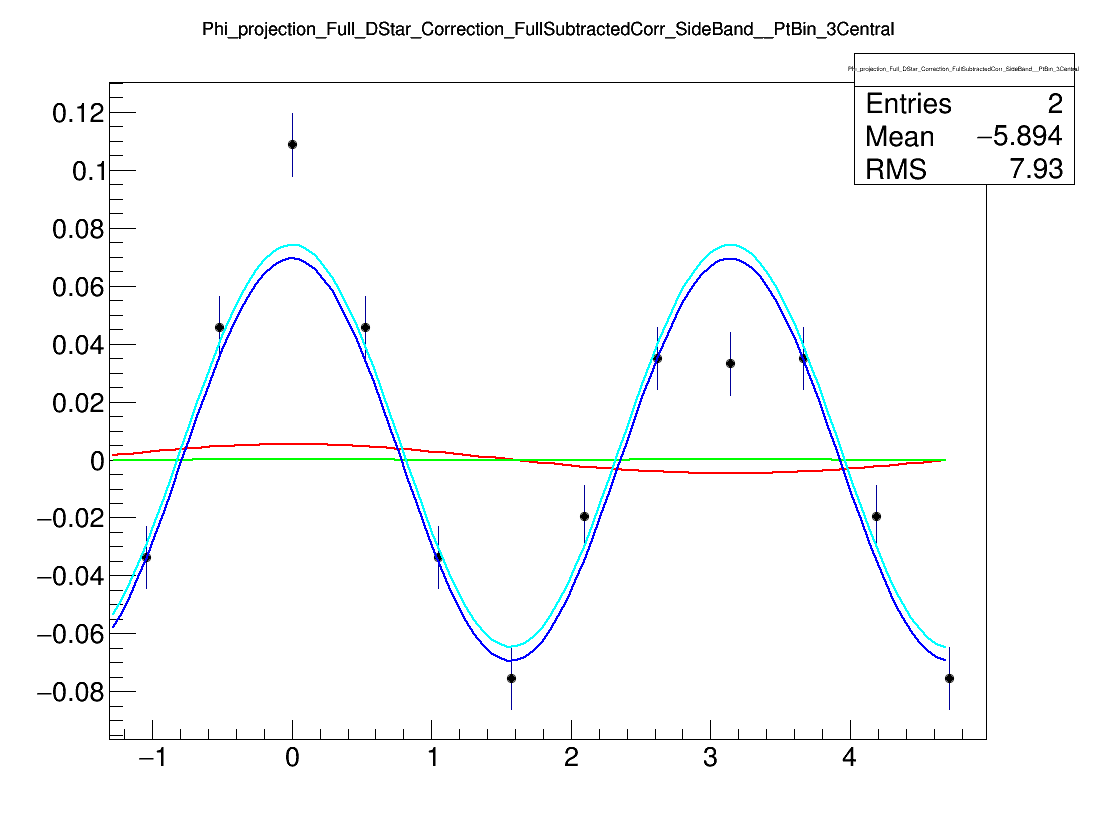 Phi_projection_Full_DStar_Correction_FullSubtractedCorr_SideBand__PtBin_3Central
Phi_projection_Full_DStar_Correction_FullSubtractedCorr_SideBand__PtBin_3Central
Entries 2
Mean −5.894
RMS 7.93
0.12
0.1
0.08
0.06
0.04
0.02
0
−0.02
−0.04
−0.06
−0.08
−1 0 1 2 3 4